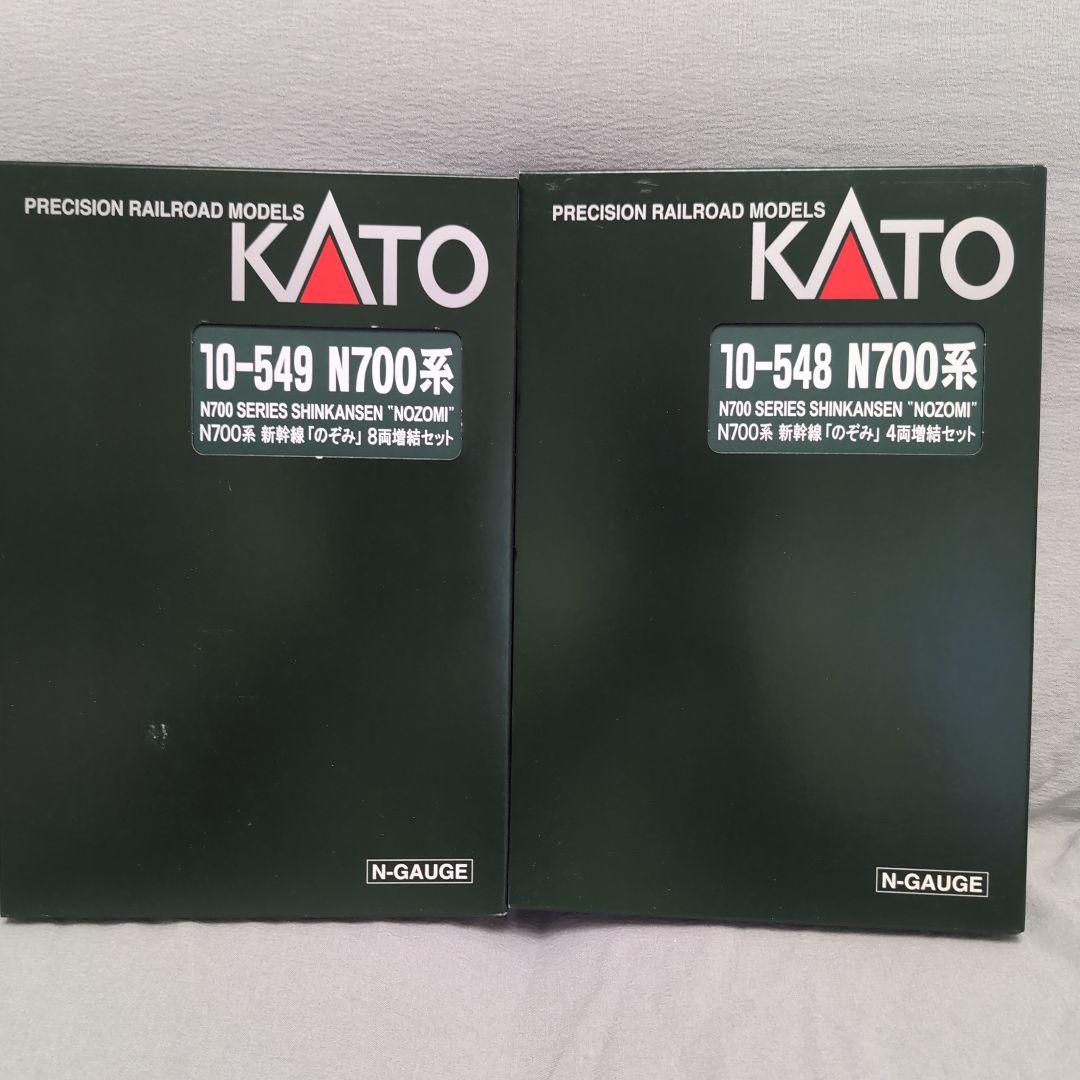 PRECISION RAILROAD MODELS
KATO
10-549 N700系
N700 SERIES SHINKANSEN "NOZOMI"
N700系 新幹線「のぞみ」8両増結セット
N-GAUGE
PRECISION RAILROAD MODELS
KATO
10-548 N700系
N700 SERIES SHINKANSEN "NOZOMI"
N700系 新幹線「のぞみ」4両増結セット
N-GAUGE